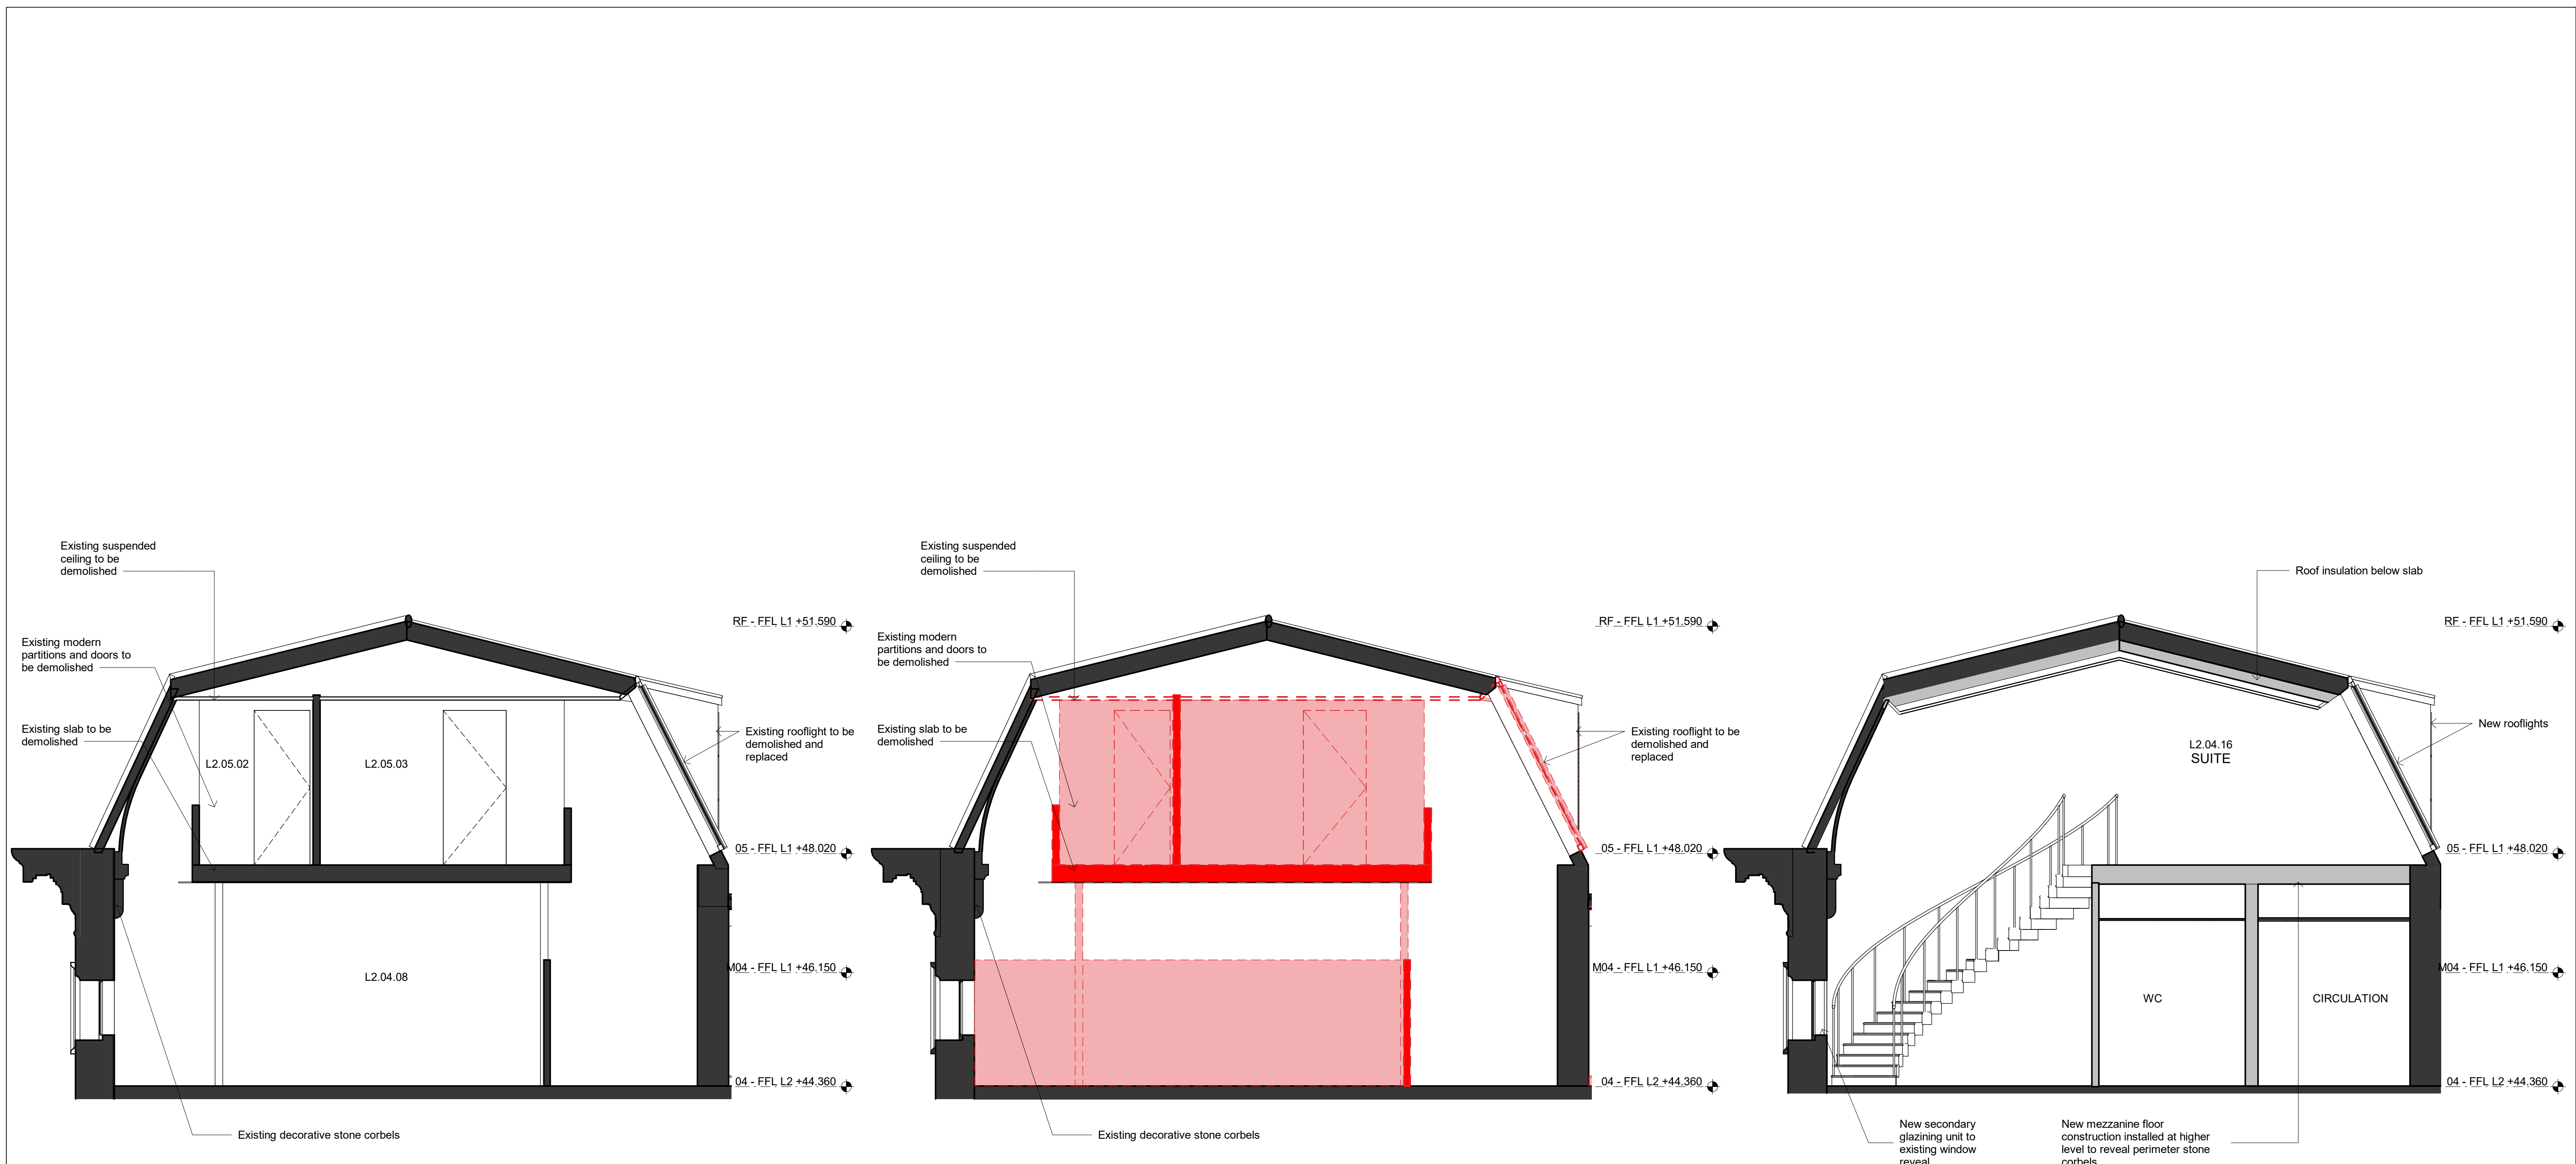 Existing suspended
ceiling to be
demolished
RF - FFL L1 +51.590
Existing modern
partitions and doors to
be demolished
Existing slab to be
demolished
Existing rooflight to be
demolished and
replaced
L2.05.02
L2.05.03
05 - FFL L1 +48.020
L2.04.08
M04 - FFL L1 +46.150
04 - FFL L2 +44.360
Existing decorative stone corbels
Existing suspended
ceiling to be
demolished
RF - FFL L1 +51.590
Existing modern
partitions and doors to
be demolished
Existing slab to be
demolished
Existing rooflight to be
demolished and
replaced
05 - FFL L1 +48.020
M04 - FFL L1 +46.150
04 - FFL L2 +44.360
Existing decorative stone corbels
Roof insulation below slab
RF - FFL L1 +51.590
New rooflights
L2.04.16
SUITE
05 - FFL L1 +48.020
M04 - FFL L1 +46.150
WC
CIRCULATION
04 - FFL L2 +44.360
New secondary
glazining unit to
existing window
reveal
New mezzanine floor
construction installed at higher
level to reveal perimeter stone
corbels